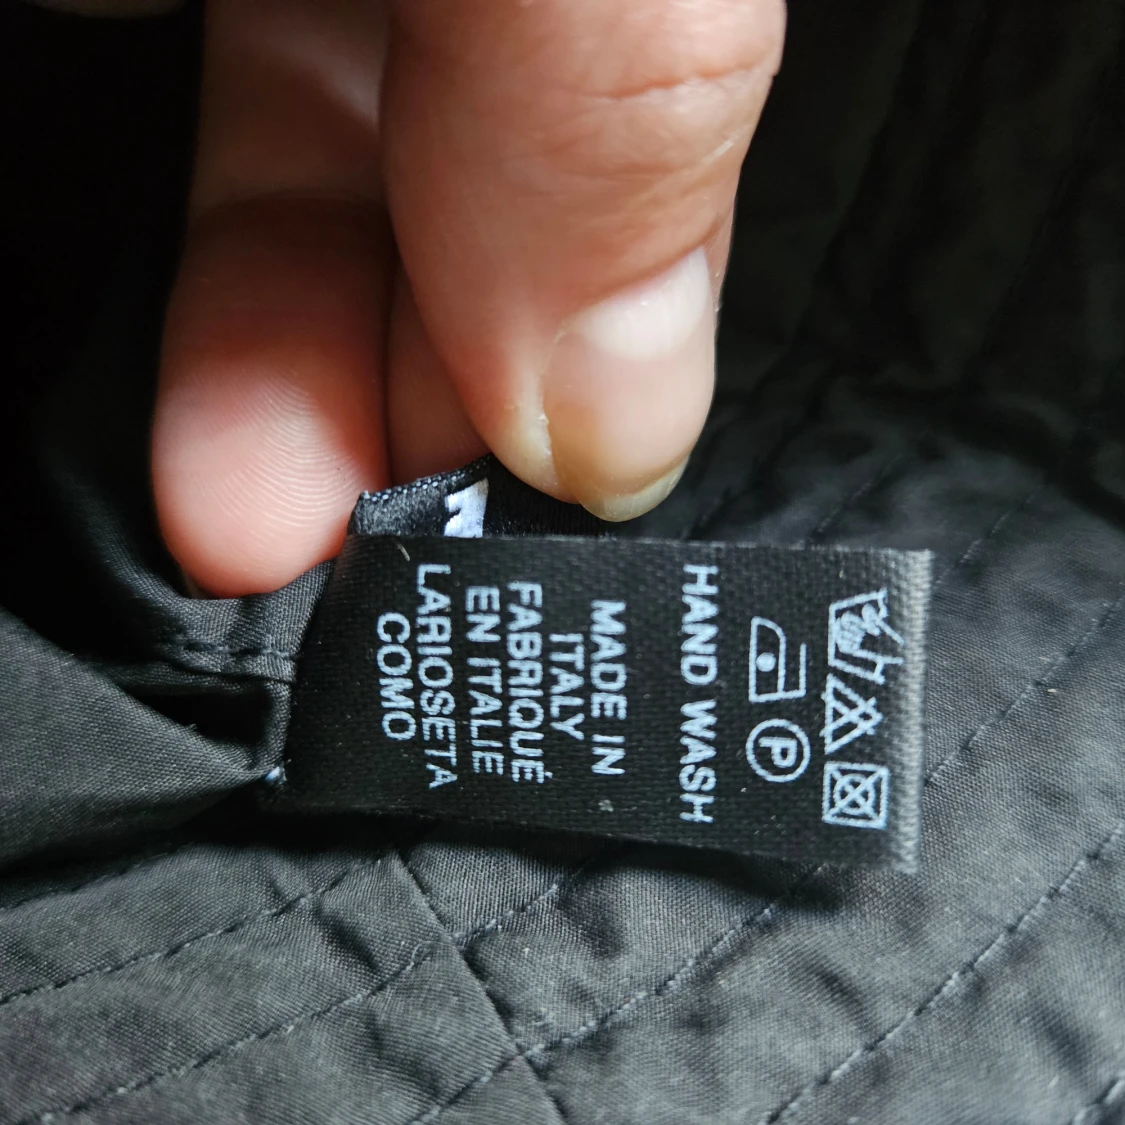 P
HAND WASH
MADE IN
ITALY
FABRIQUÉ
EN ITALIE
LARIOSETA
COMO